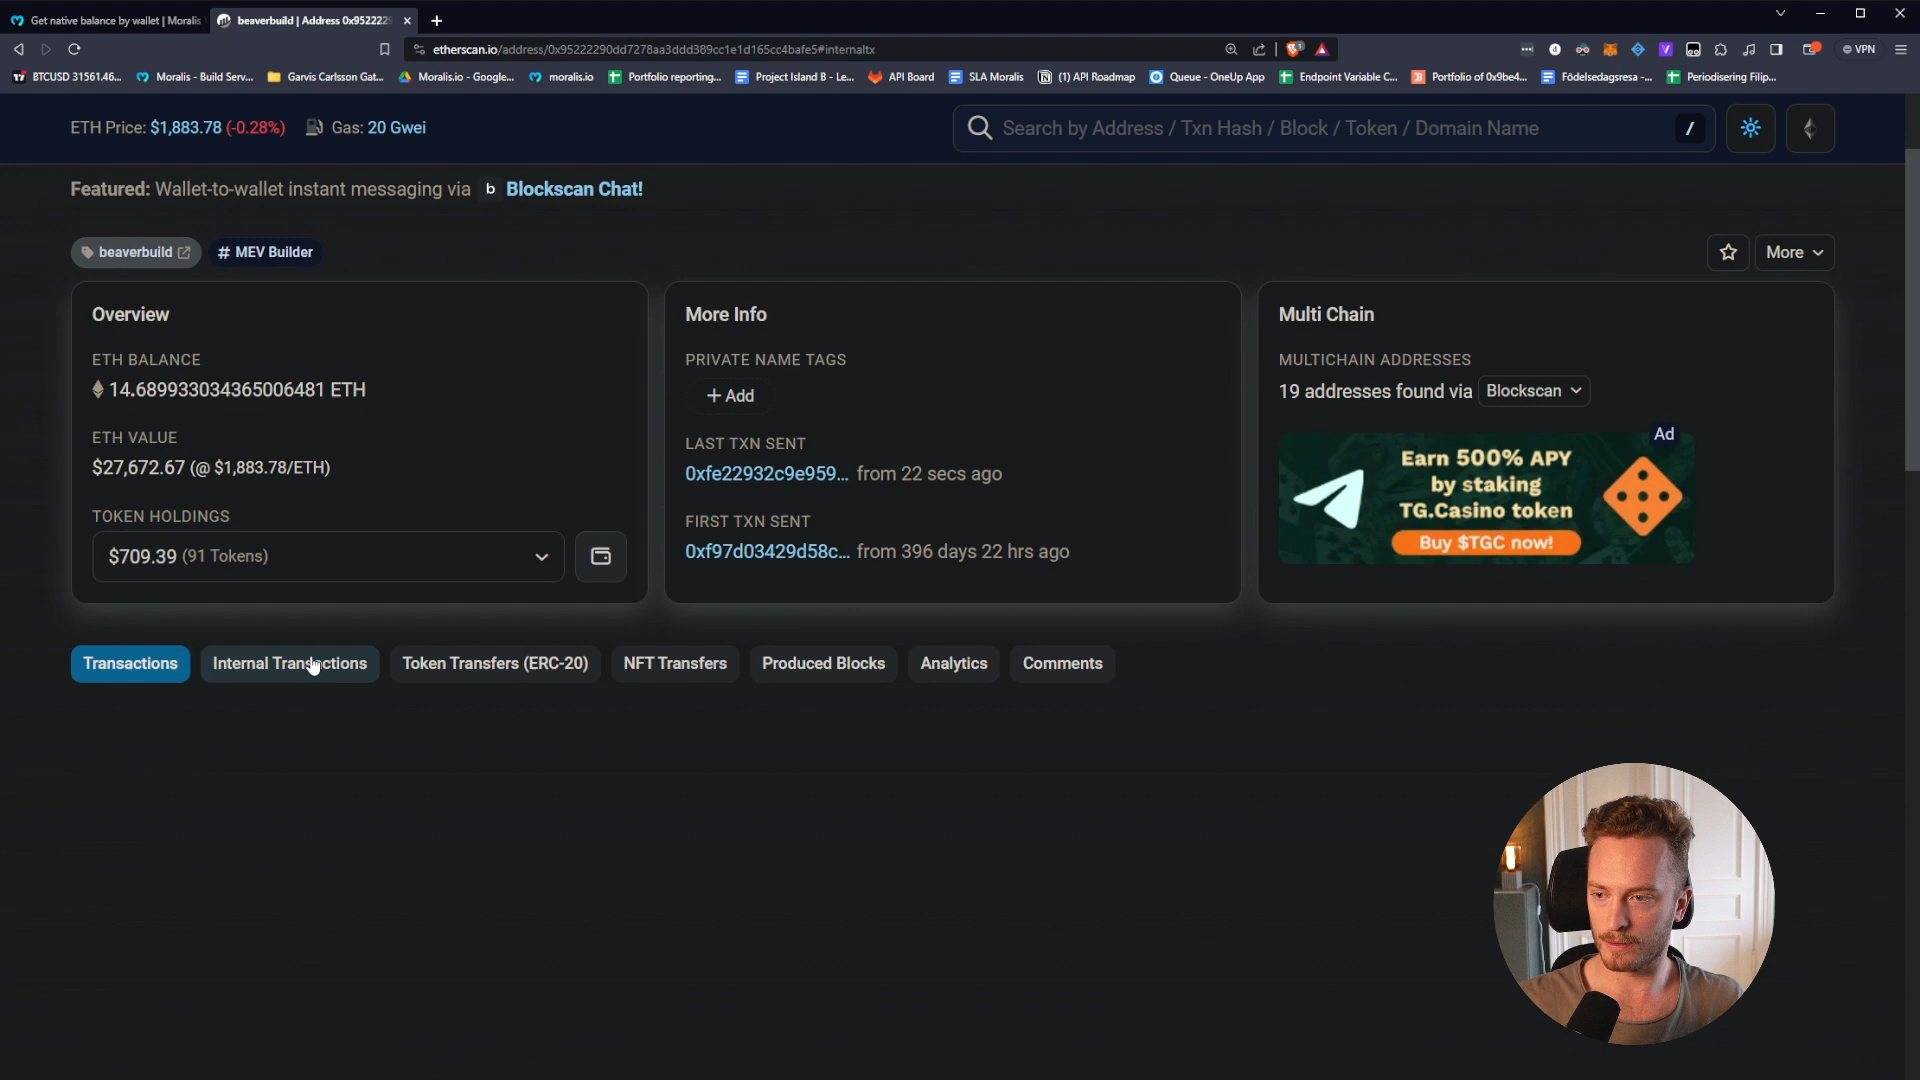 Get native balance by wallet | Moralis
beaverbuild | Address 0x952222
etherscan.io/address/0x95222290dd7278aa3ddd389cc1e1d165cc4bafe5#internaltx
VPN
BTCUSD 31561.46...
Moralis - Build Serv...
Garvis Carlsson Gat...
Moralis.io - Google...
moralis.io
Portfolio reporting...
Project Island B - Le...
API Board
SLA Moralis
(1) API Roadmap
Queue - OneUp App
Endpoint Variable C...
Portfolio of 0x9be4...
Födelsedagsresa -...
Periodisering Filip...
ETH Price: $1,883.78 (-0.28%)
Gas: 20 Gwei
Search by Address / Txn Hash / Block / Token / Domain Name
/
Featured: Wallet-to-wallet instant messaging via b Blockscan Chat!
beaverbuild
# MEV Builder
More
Overview
ETH BALANCE
14.689933034365006481 ETH
ETH VALUE
$27,672.67 (@ $1,883.78/ETH)
TOKEN HOLDINGS
$709.39 (91 Tokens)
More Info
PRIVATE NAME TAGS
+ Add
LAST TXN SENT
0xfe22932c9e959... from 22 secs ago
FIRST TXN SENT
0xf97d03429d58c... from 396 days 22 hrs ago
Multi Chain
MULTICHAIN ADDRESSES
19 addresses found via Blockscan
Ad
Earn 500% APY
by staking
TG.Casino token
Buy $TGC now!
Transactions
Internal Transactions
Token Transfers (ERC-20)
NFT Transfers
Produced Blocks
Analytics
Comments